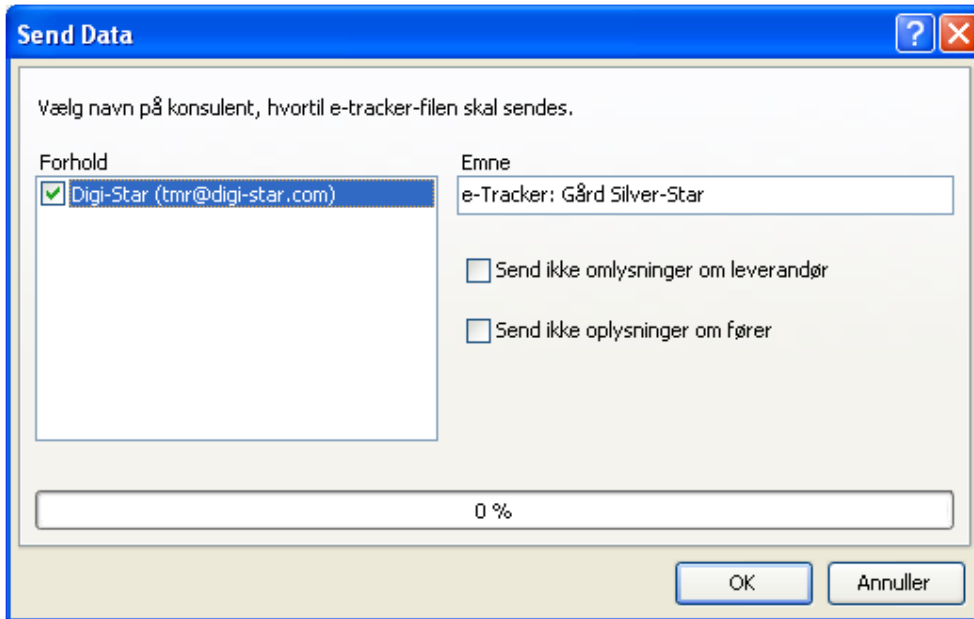 Send Data
Vælg navn på konsulent, hvortil e-tracker-filen skal sendes.
Forhold
Digi-Star (tmr@digi-star.com)
Emne
e-Tracker: Gård Silver-Star
Send ikke omlysninger om leverandør
Send ikke oplysninger om fører
0 %
OK
Annuller